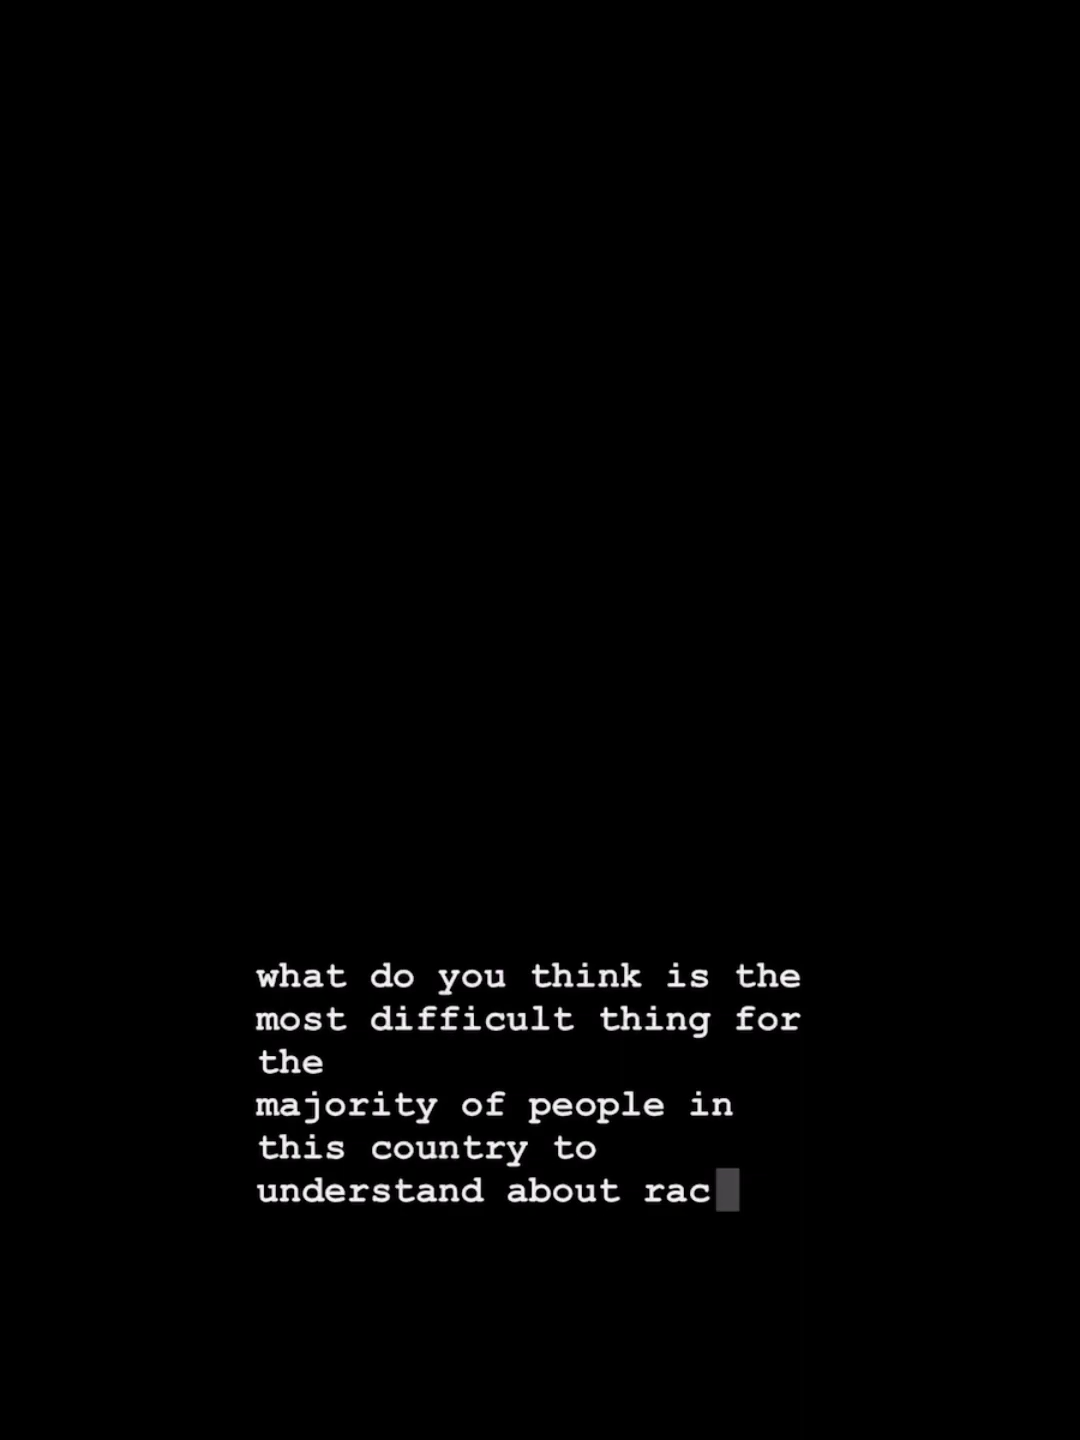 what do you think is the
most difficult thing for
the
majority of people in
this country to
understand about rac